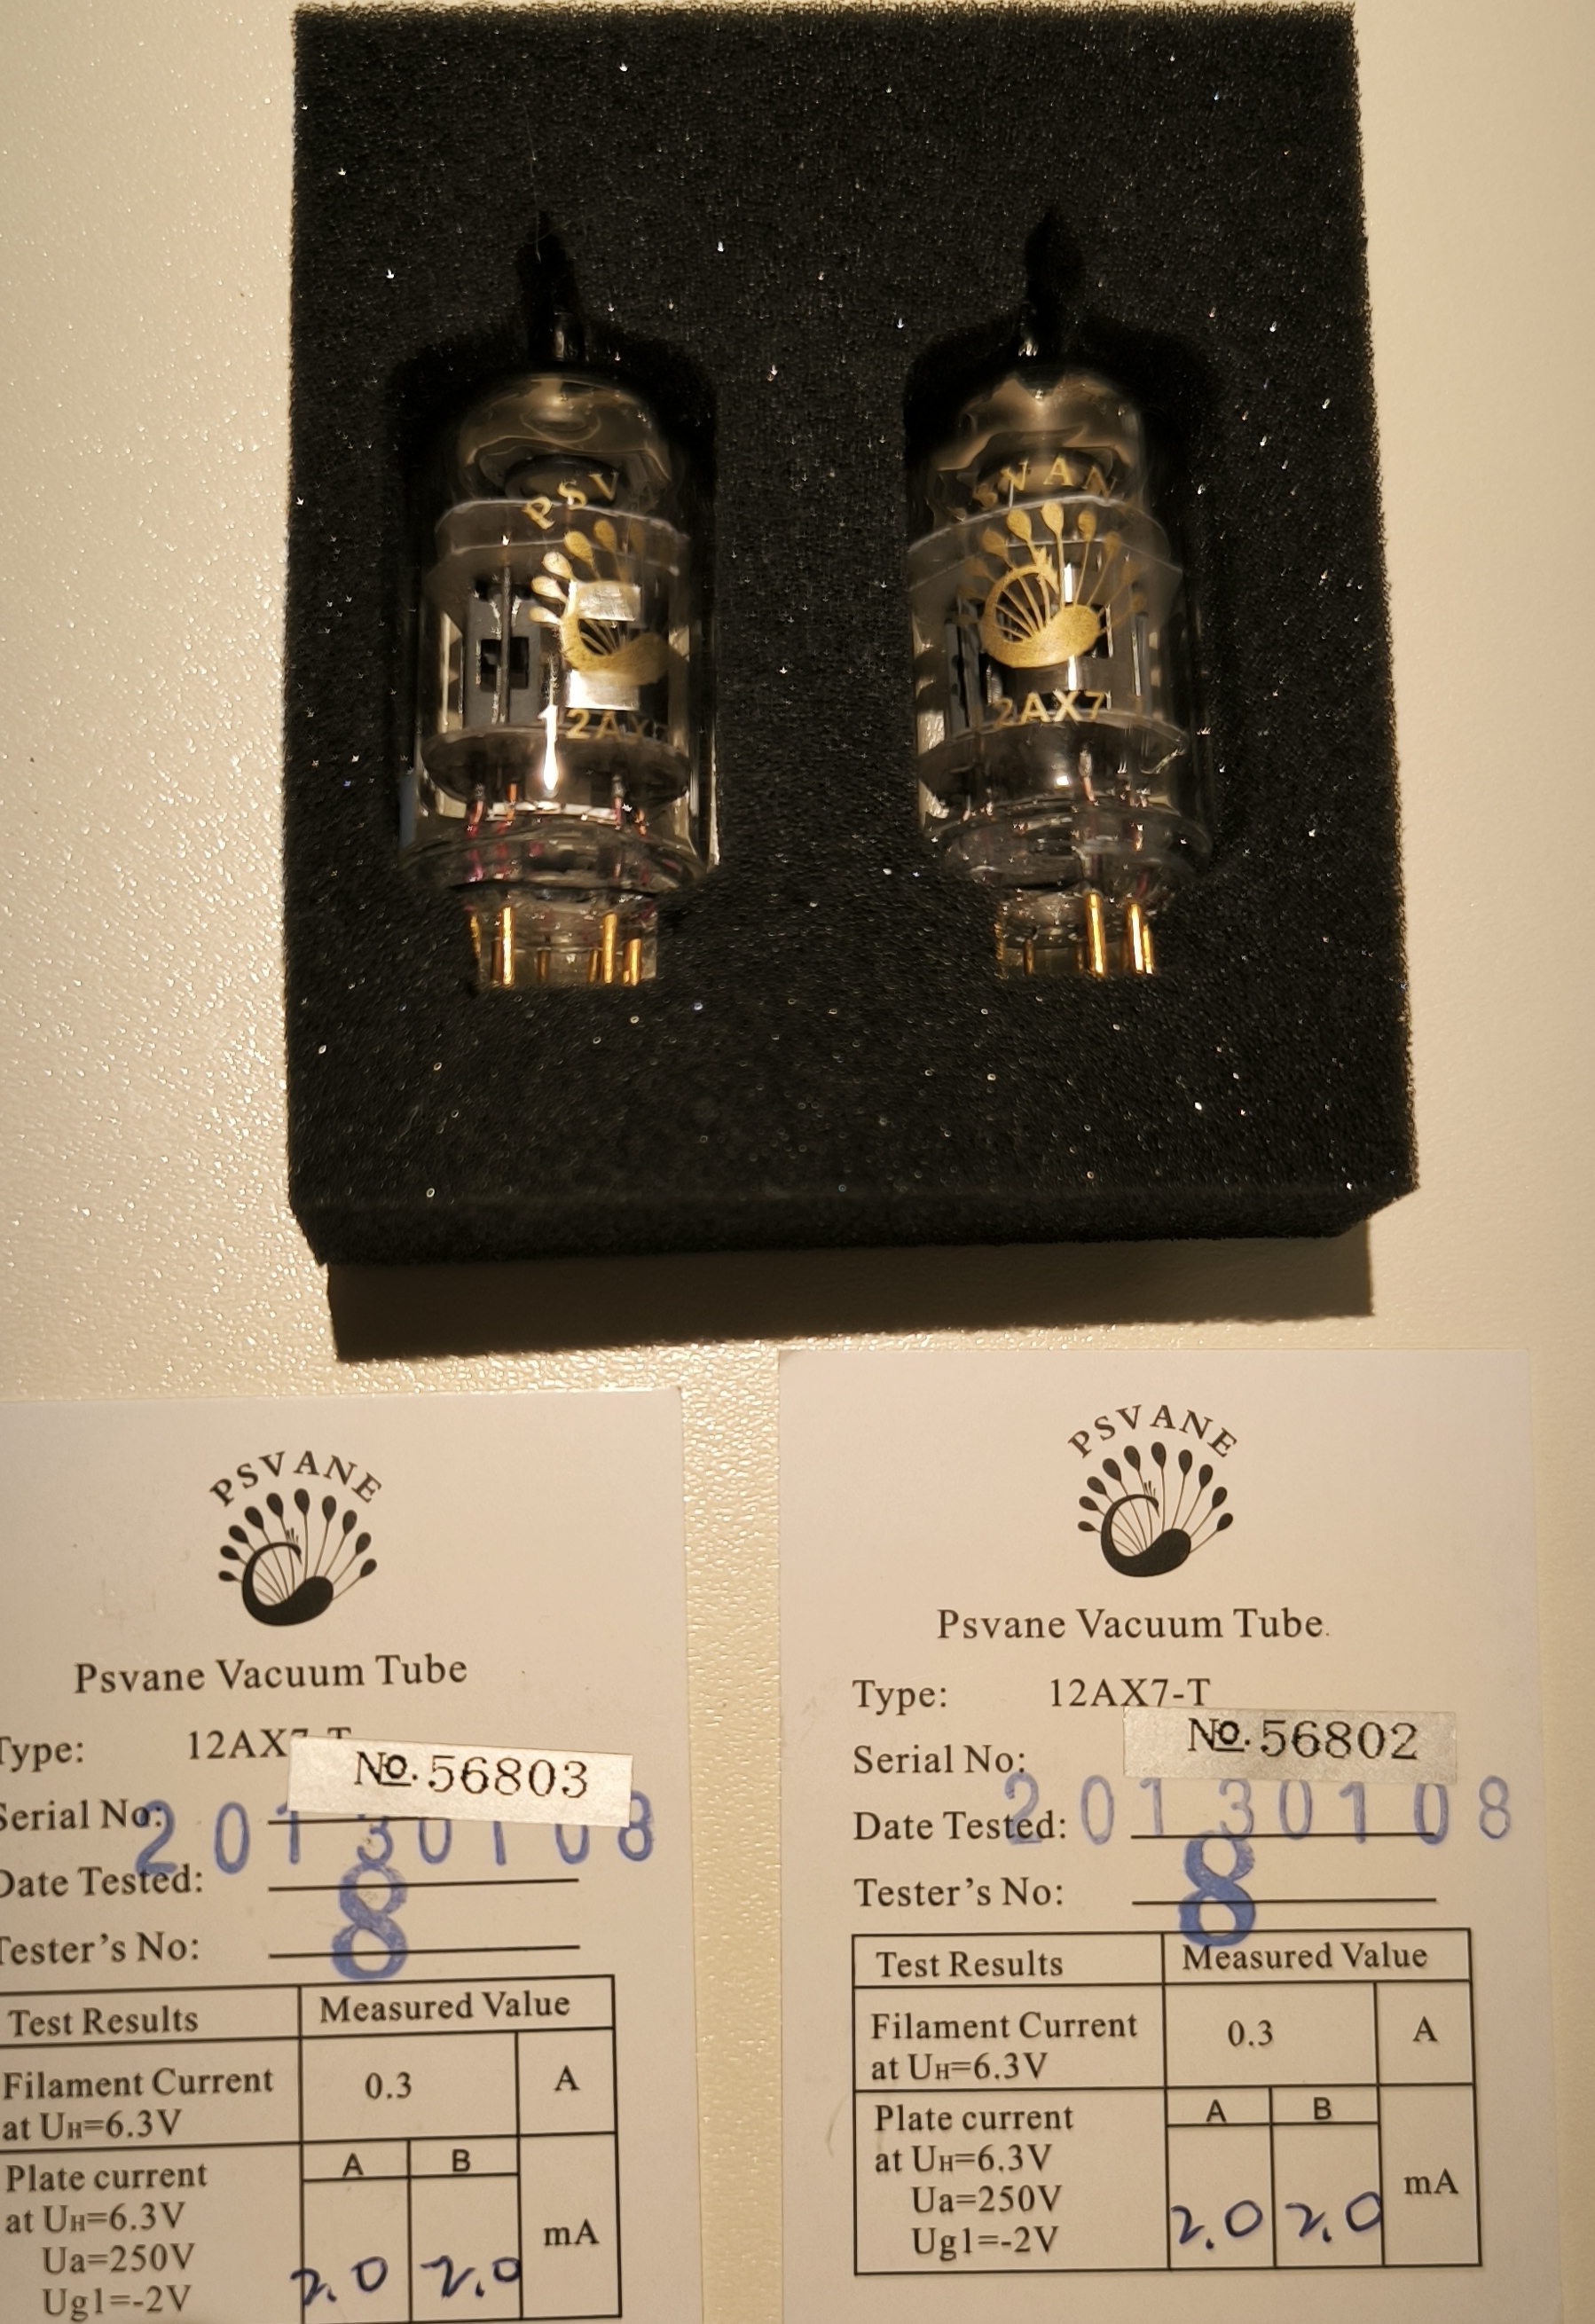 PSV
12AX
SVAN
2AX7
PSVANE
Psvane Vacuum Tube
Type: 12AX7-T
No. 56803
Serial No:
20130108
Date Tested:
8
Tester's No:
Test Results Measured Value
Filament Current
at UH=6.3V
0.3 A
Plate current
at UH=6.3V
Ua=250V
Ug1=-2V
A B
2.0 2.0 mA
PSVANE
Psvane Vacuum Tube.
Type: 12AX7-T
No. 56802
Serial No:
20130108
Date Tested:
Tester's No:
8
Test Results Measured Value
Filament Current
at UH=6.3V
0.3 A
Plate current
at UH=6.3V
Ua=250V
Ug1=-2V
A B
2.0 2.0 mA